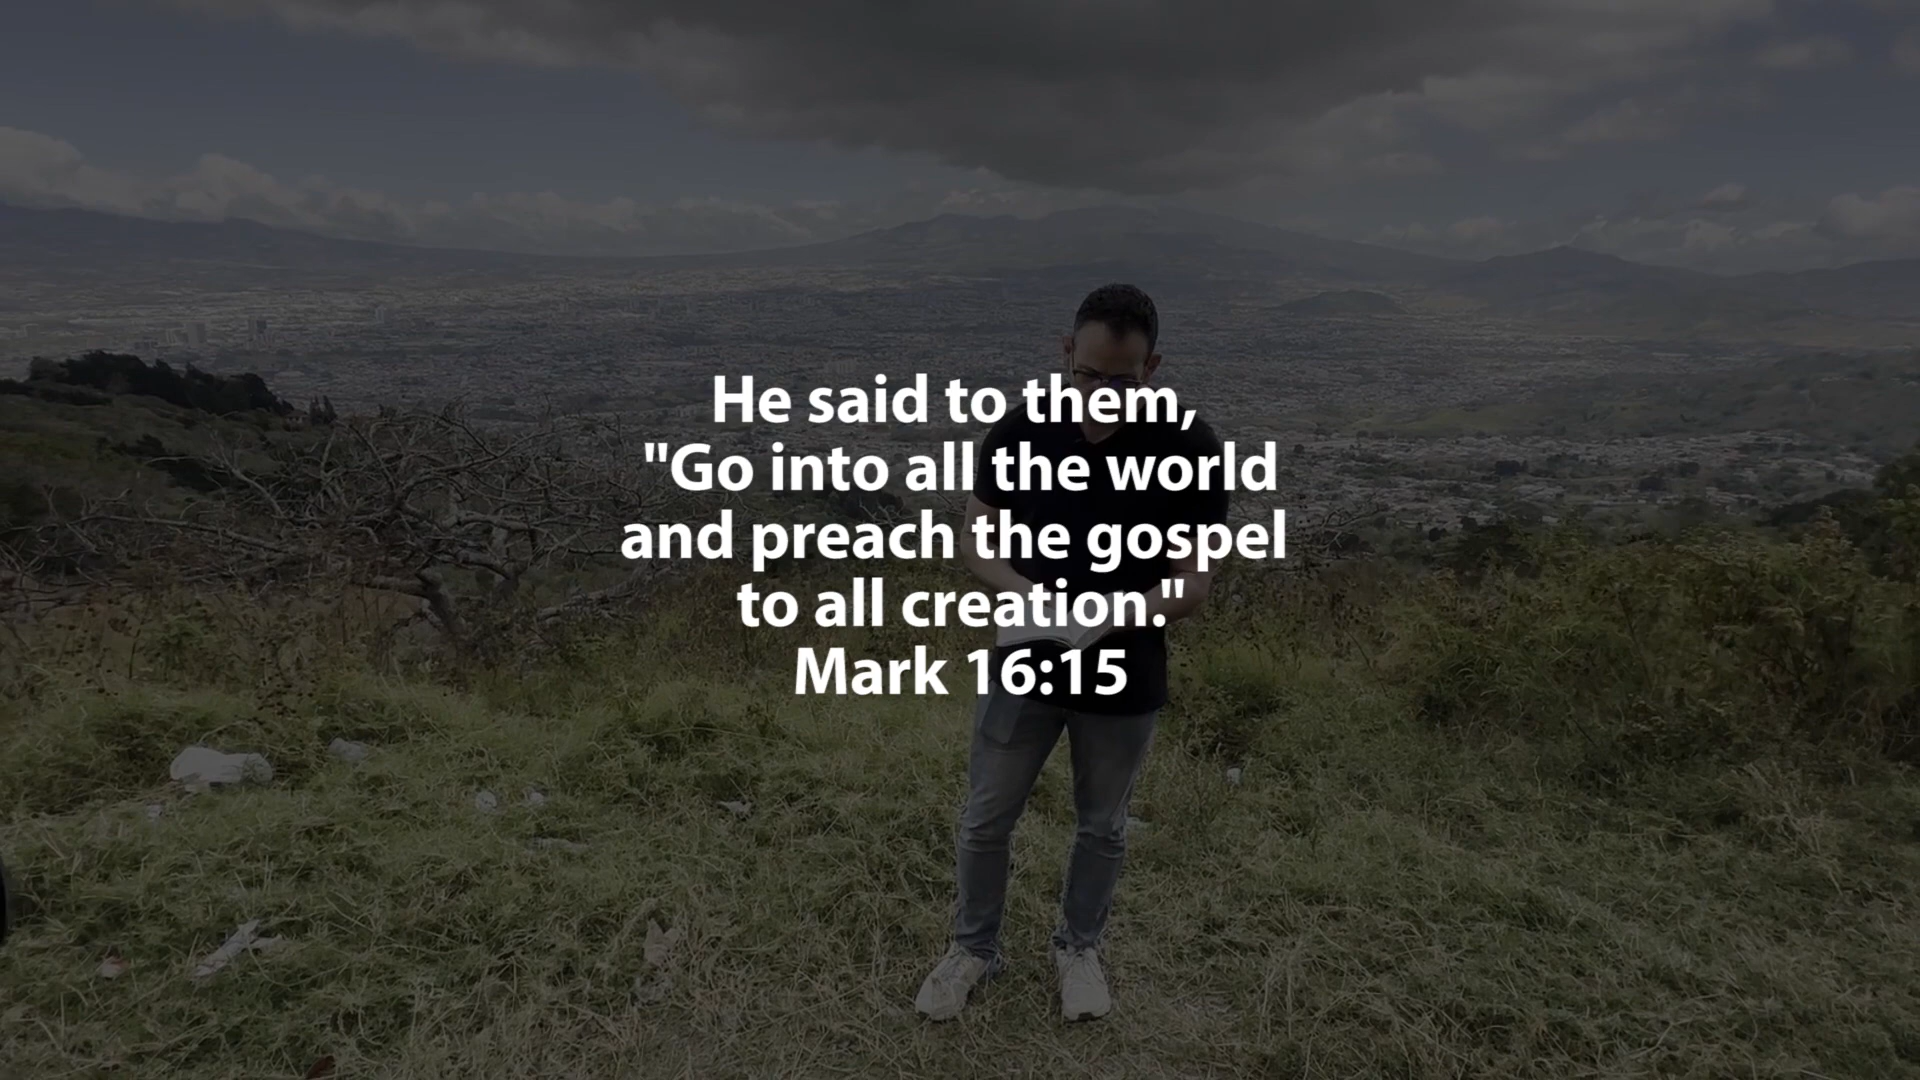 He said to them,
"Go into all the world
and preach the gospel
to all creation."
Mark 16:15